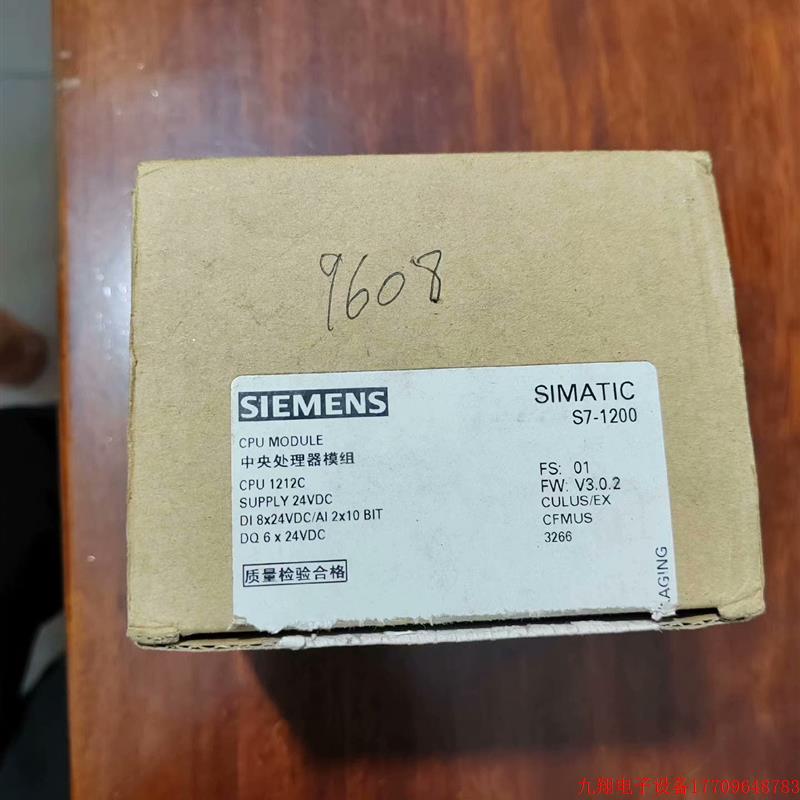 9608
SIEMENS
SIMATIC
S7-1200
CPU MODULE
中央处理器模组
CPU 1212C
SUPPLY 24VDC
DI 8x24VDC/AI 2x10 BIT
DQ 6 x 24VDC
FS: 01
FW: V3.0.2
CULUS/EX
CFMUS
3266
质量检验合格
AGING
九翔电子设备17709648783